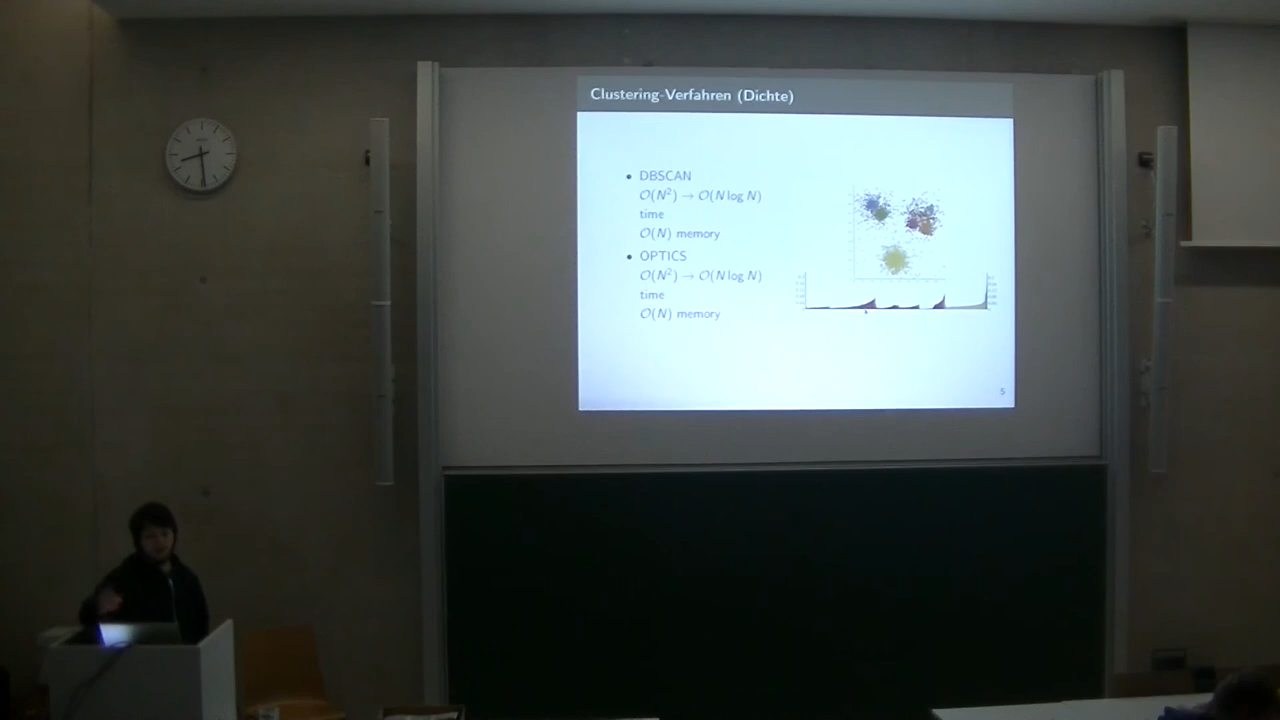 Clustering-Verfahren (Dichte)
• DBSCAN
𝒪(N²) → 𝒪(N log N)
time
𝒪(N) memory
• OPTICS
𝒪(N²) → 𝒪(N log N)
time
𝒪(N) memory
5